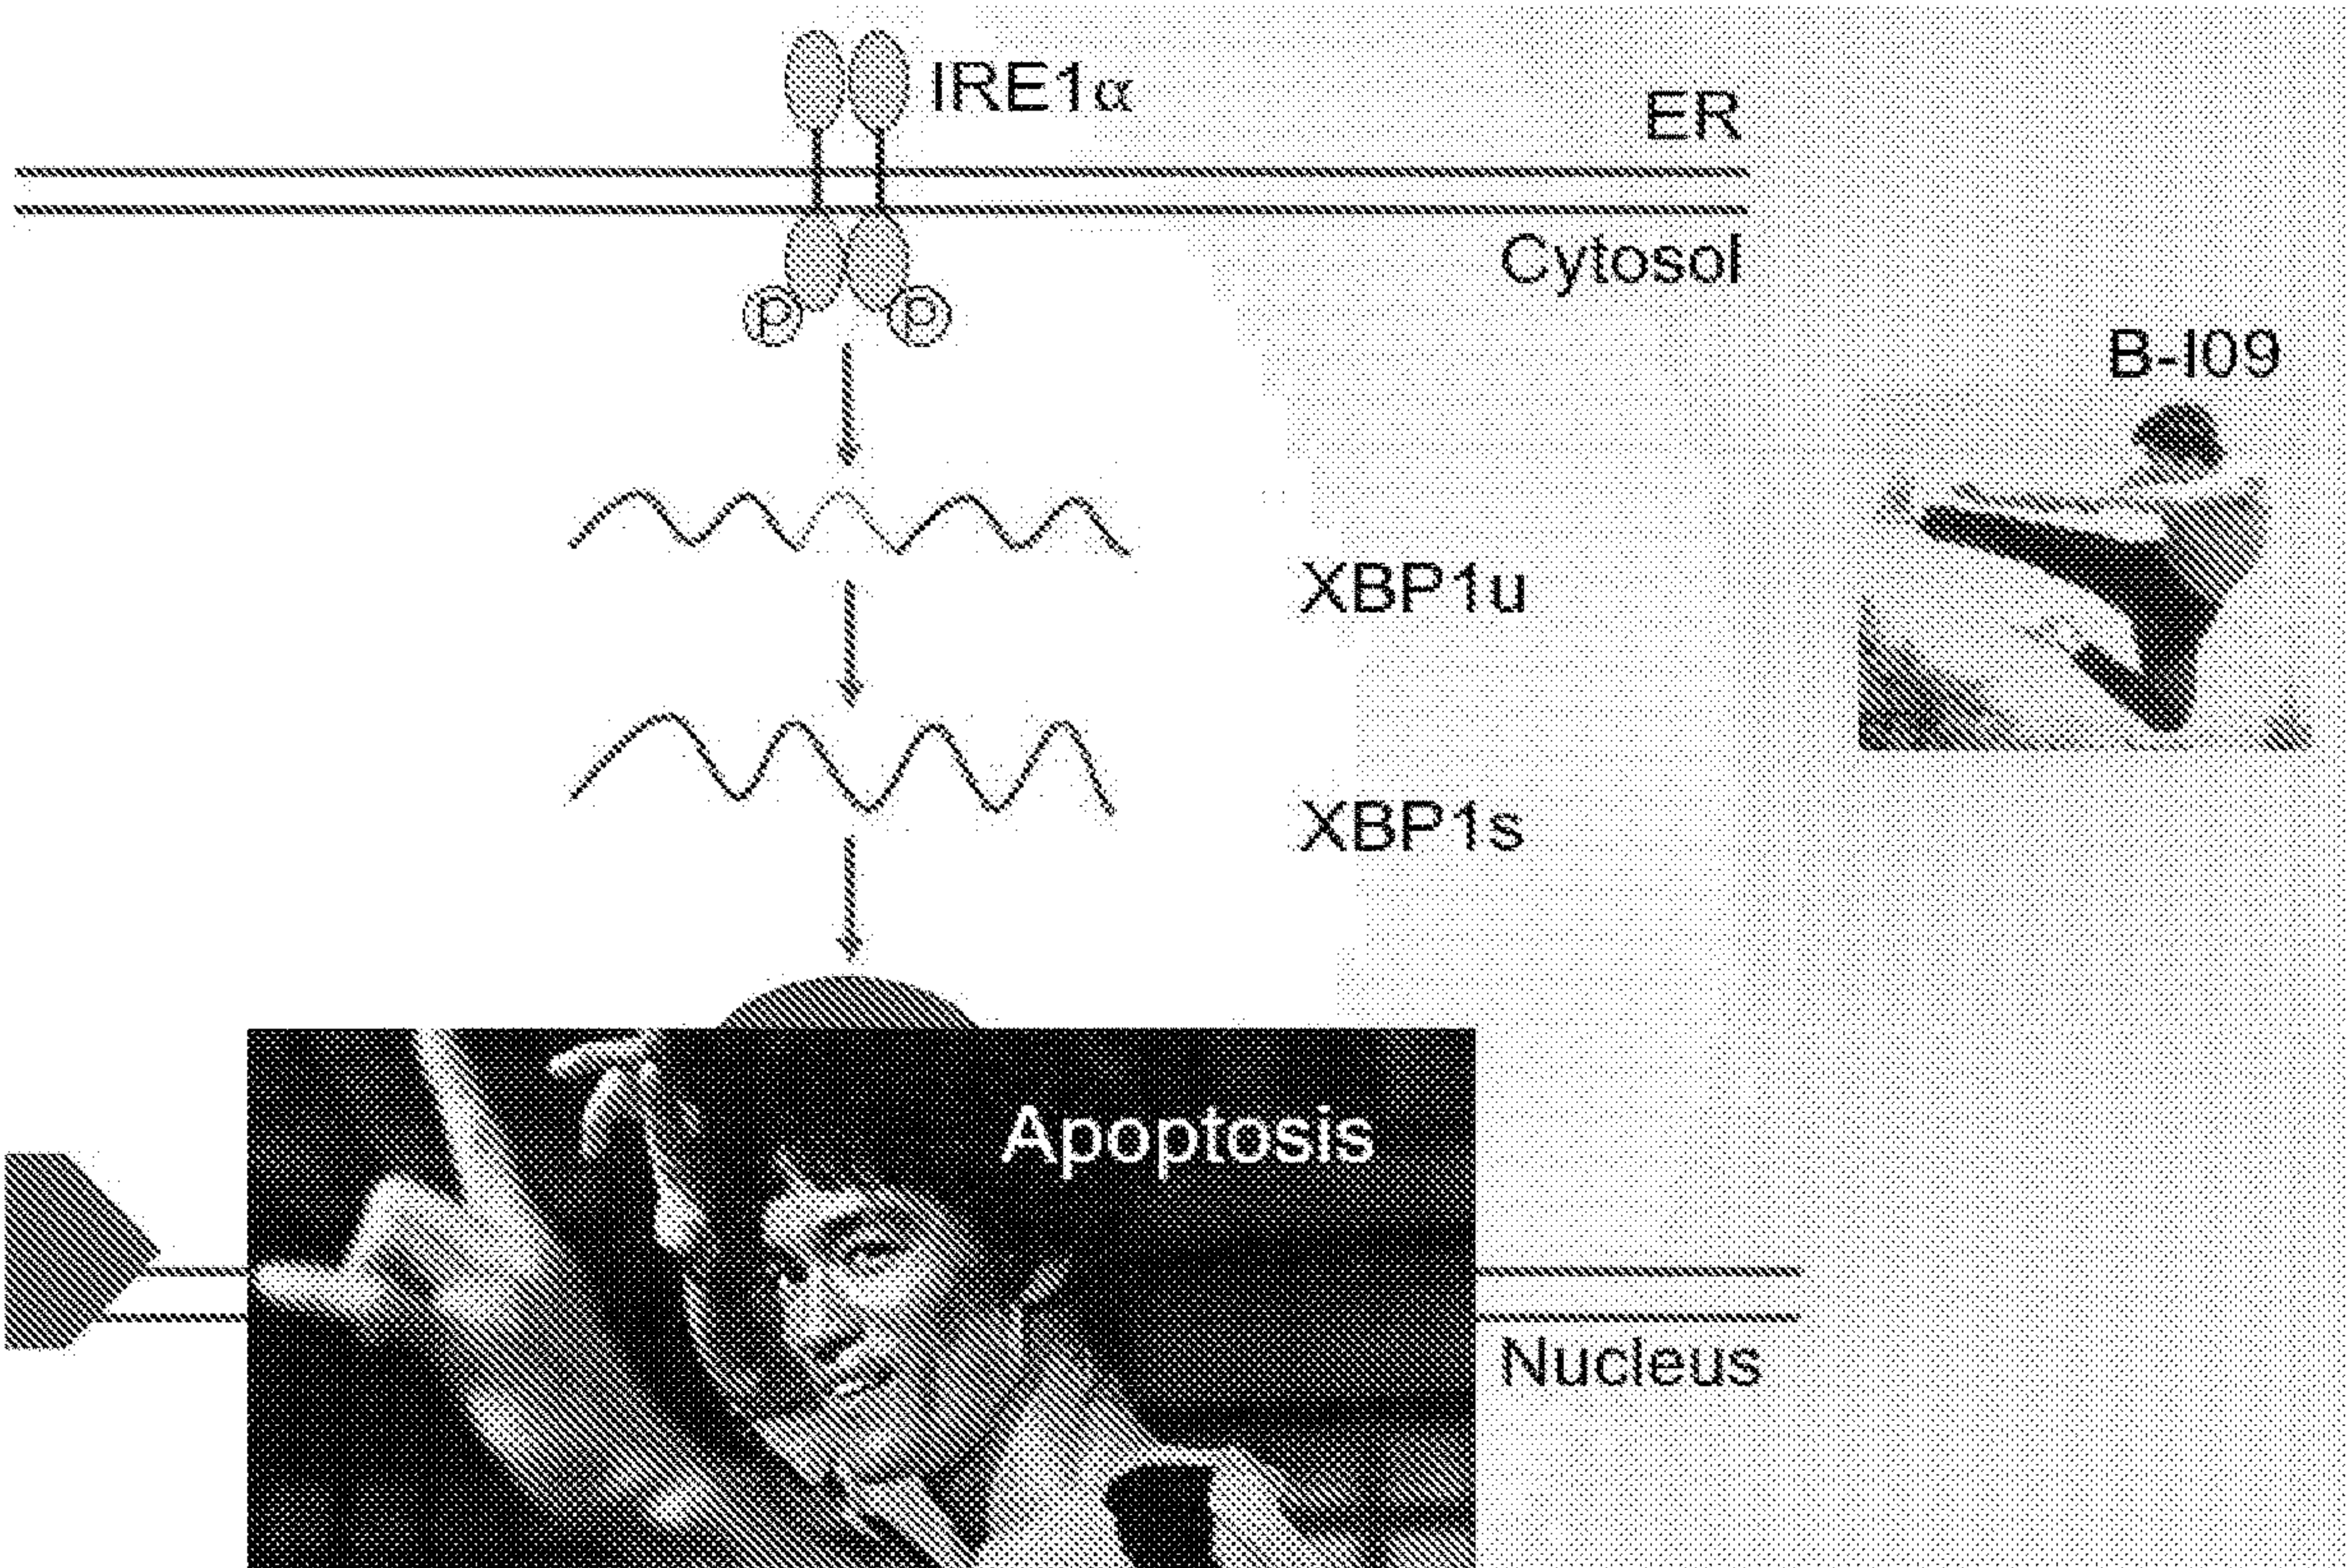 IRE1α
ER
Cytosol
P
P
B-I09
XBP1u
XBP1s
Apoptosis
Nucleus